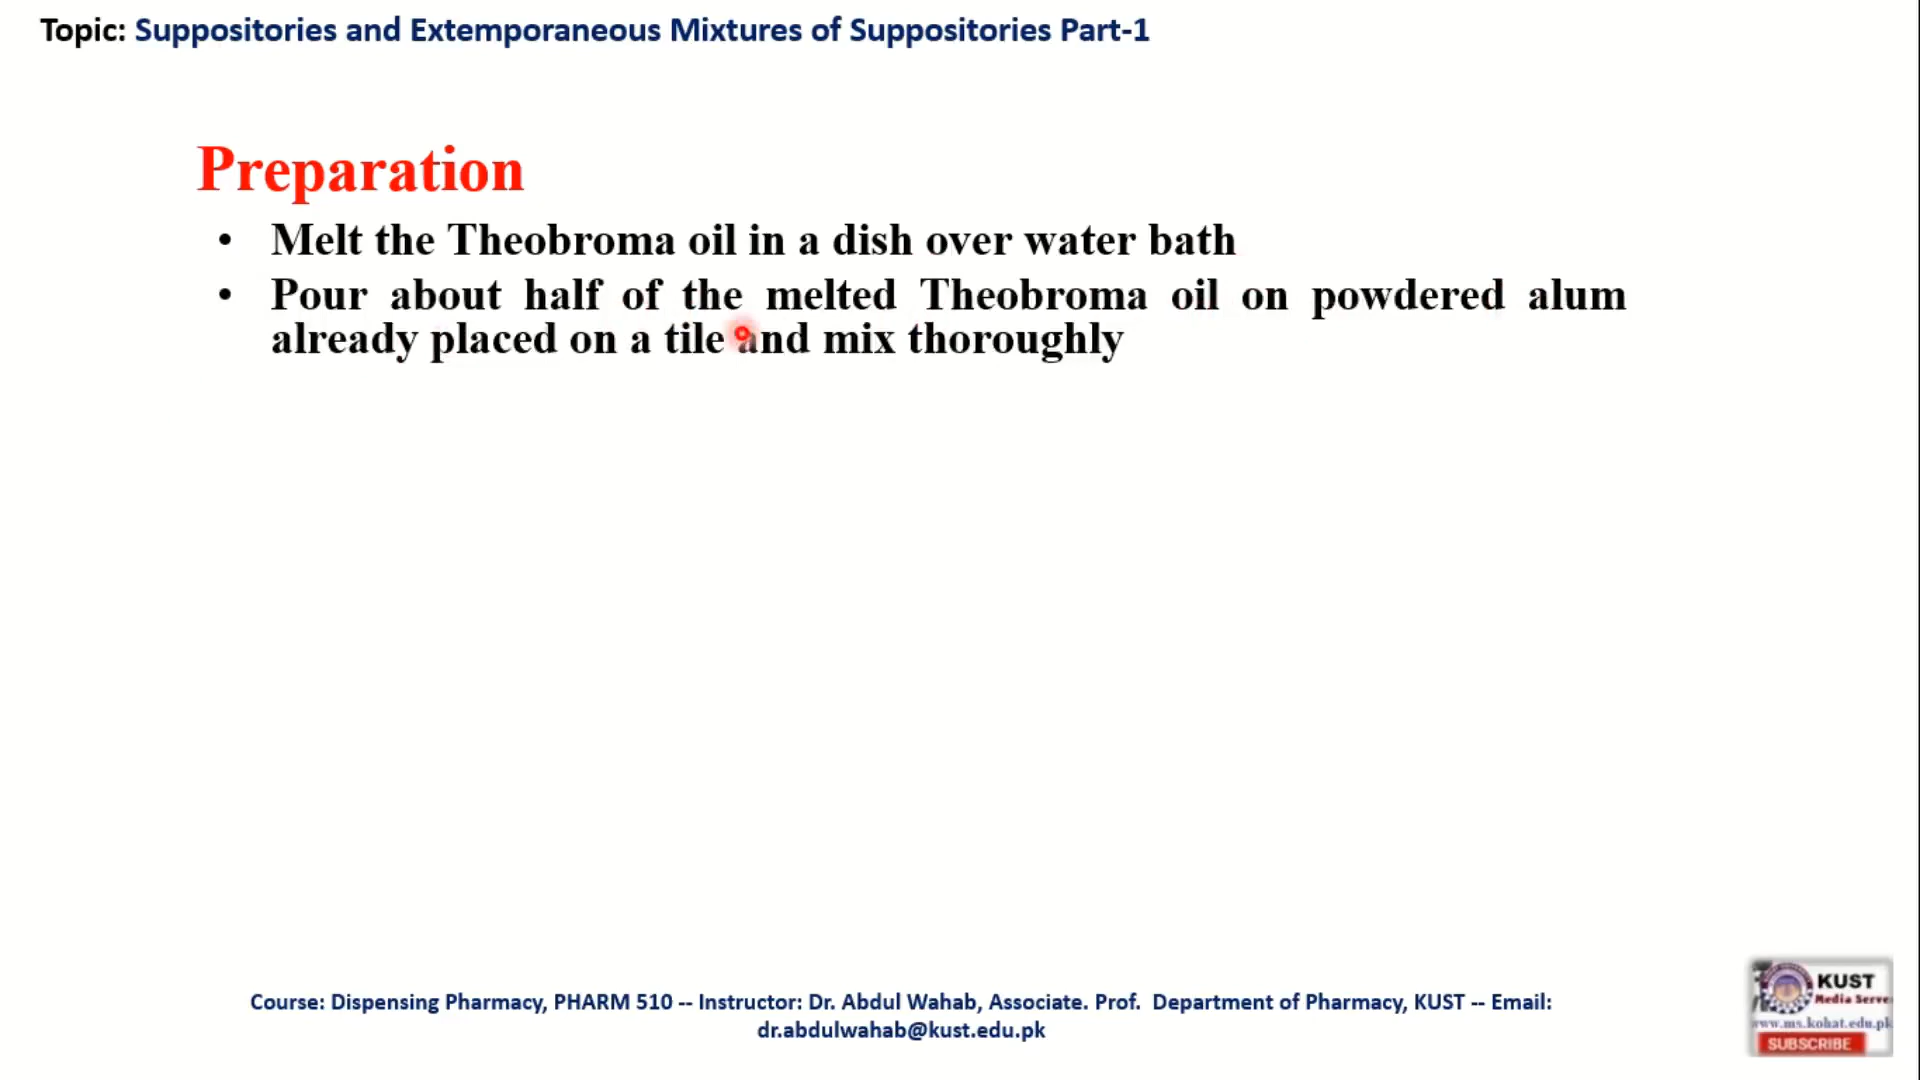 Topic: Suppositories and Extemporaneous Mixtures of Suppositories Part-1
Preparation
• Melt the Theobroma oil in a dish over water bath
• Pour about half of the melted Theobroma oil on powdered alum
already placed on a tile and mix thoroughly
Course: Dispensing Pharmacy, PHARM 510 -- Instructor: Dr. Abdul Wahab, Associate. Prof. Department of Pharmacy, KUST -- Email:
dr.abdulwahab@kust.edu.pk
KUST
Media Serve
www.ms.kohat.edu.pk
SUBSCRIBE